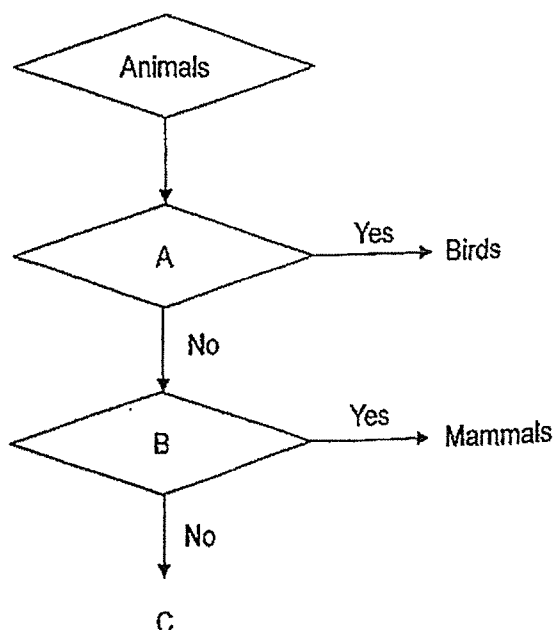 Animals
A
Yes
Birds
No
B
Yes
Mammals
No
C